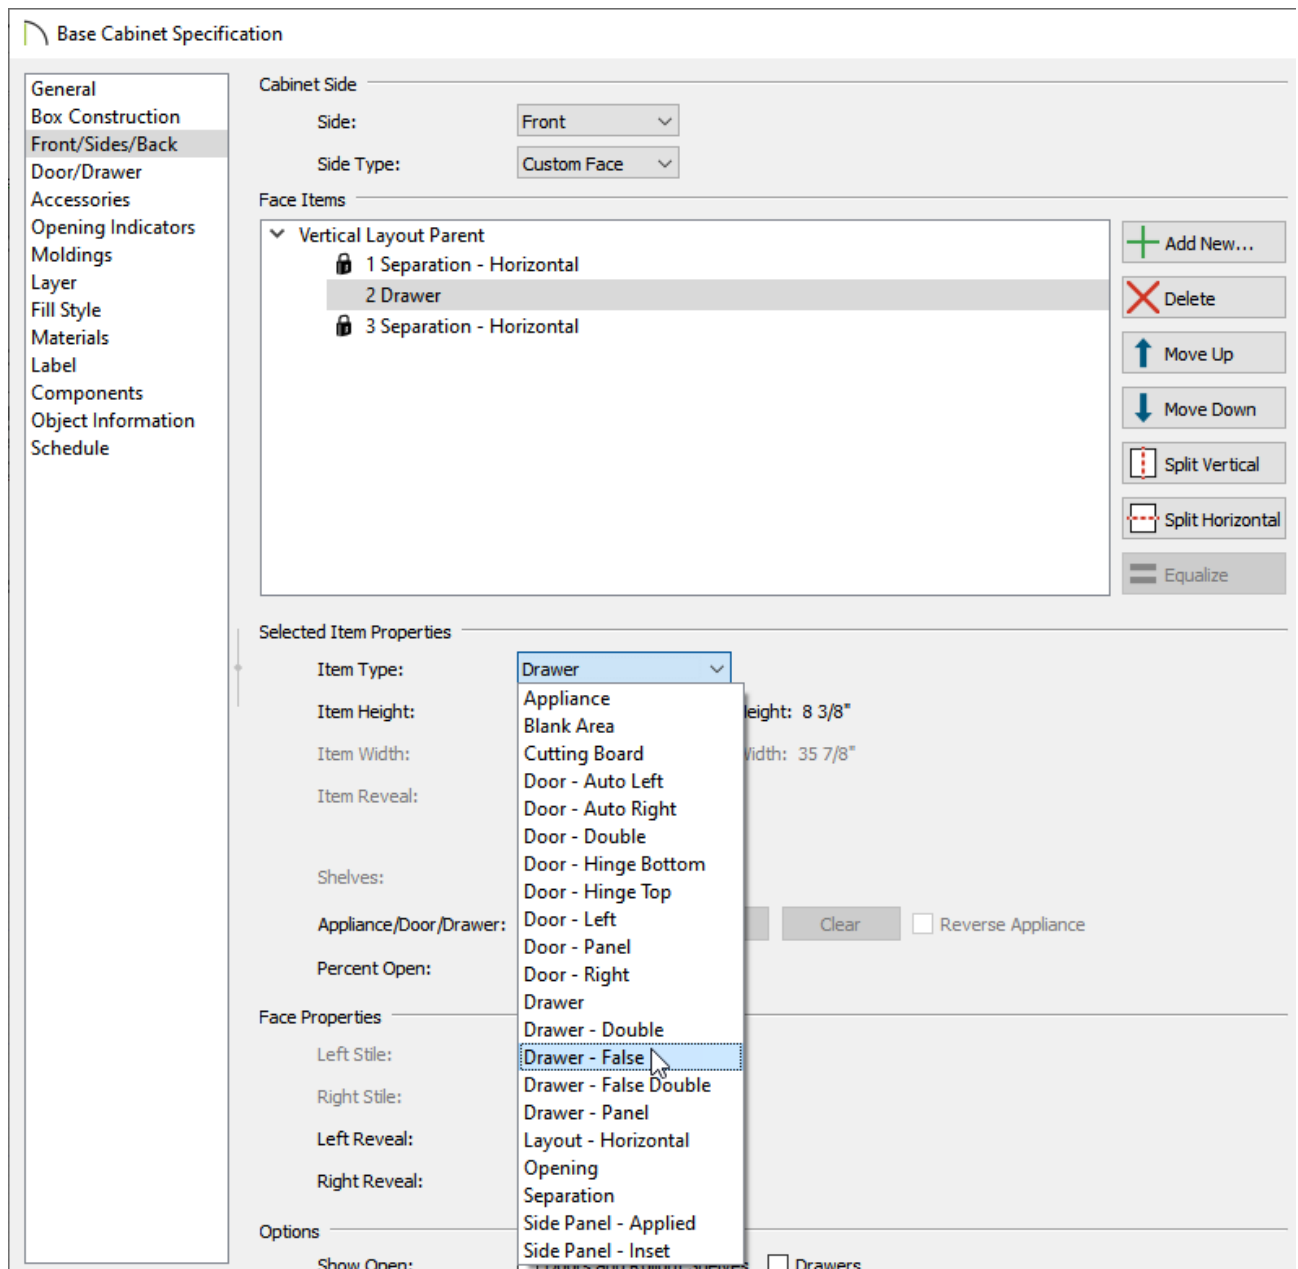 Base Cabinet Specification
General
Box Construction
Front/Sides/Back
Door/Drawer
Accessories
Opening Indicators
Moldings
Layer
Fill Style
Materials
Label
Components
Object Information
Schedule
Cabinet Side
Side: Front
Side Type: Custom Face
Face Items
Vertical Layout Parent
1 Separation - Horizontal
2 Drawer
3 Separation - Horizontal
Add New...
Delete
Move Up
Move Down
Split Vertical
Split Horizontal
Equalize
Selected Item Properties
Item Type: Drawer
Item Height: 8 3/8"
Item Width: 35 7/8"
Item Reveal:
Shelves:
Appliance/Door/Drawer: Clear Reverse Appliance
Percent Open:
Appliance
Blank Area
Cutting Board
Door - Auto Left
Door - Auto Right
Door - Double
Door - Hinge Bottom
Door - Hinge Top
Door - Left
Door - Panel
Door - Right
Drawer
Drawer - Double
Drawer - False
Drawer - False Double
Drawer - Panel
Layout - Horizontal
Opening
Separation
Side Panel - Applied
Side Panel - Inset
Face Properties
Left Stile:
Right Stile:
Left Reveal:
Right Reveal:
Options
Show Open: Drawers